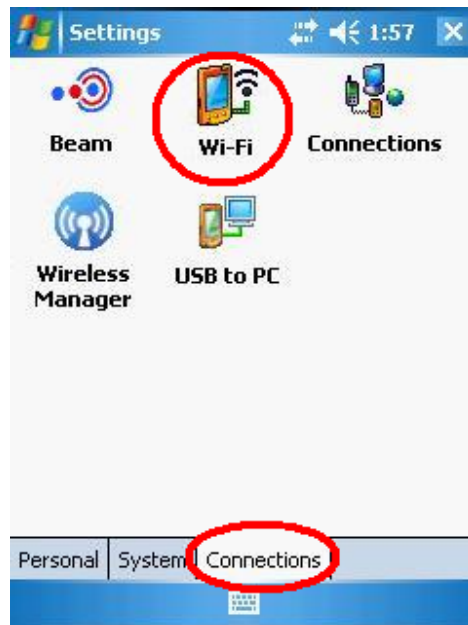 Settings 1:57
Beam Wi-Fi Connections
Wireless Manager USB to PC
Personal System Connections